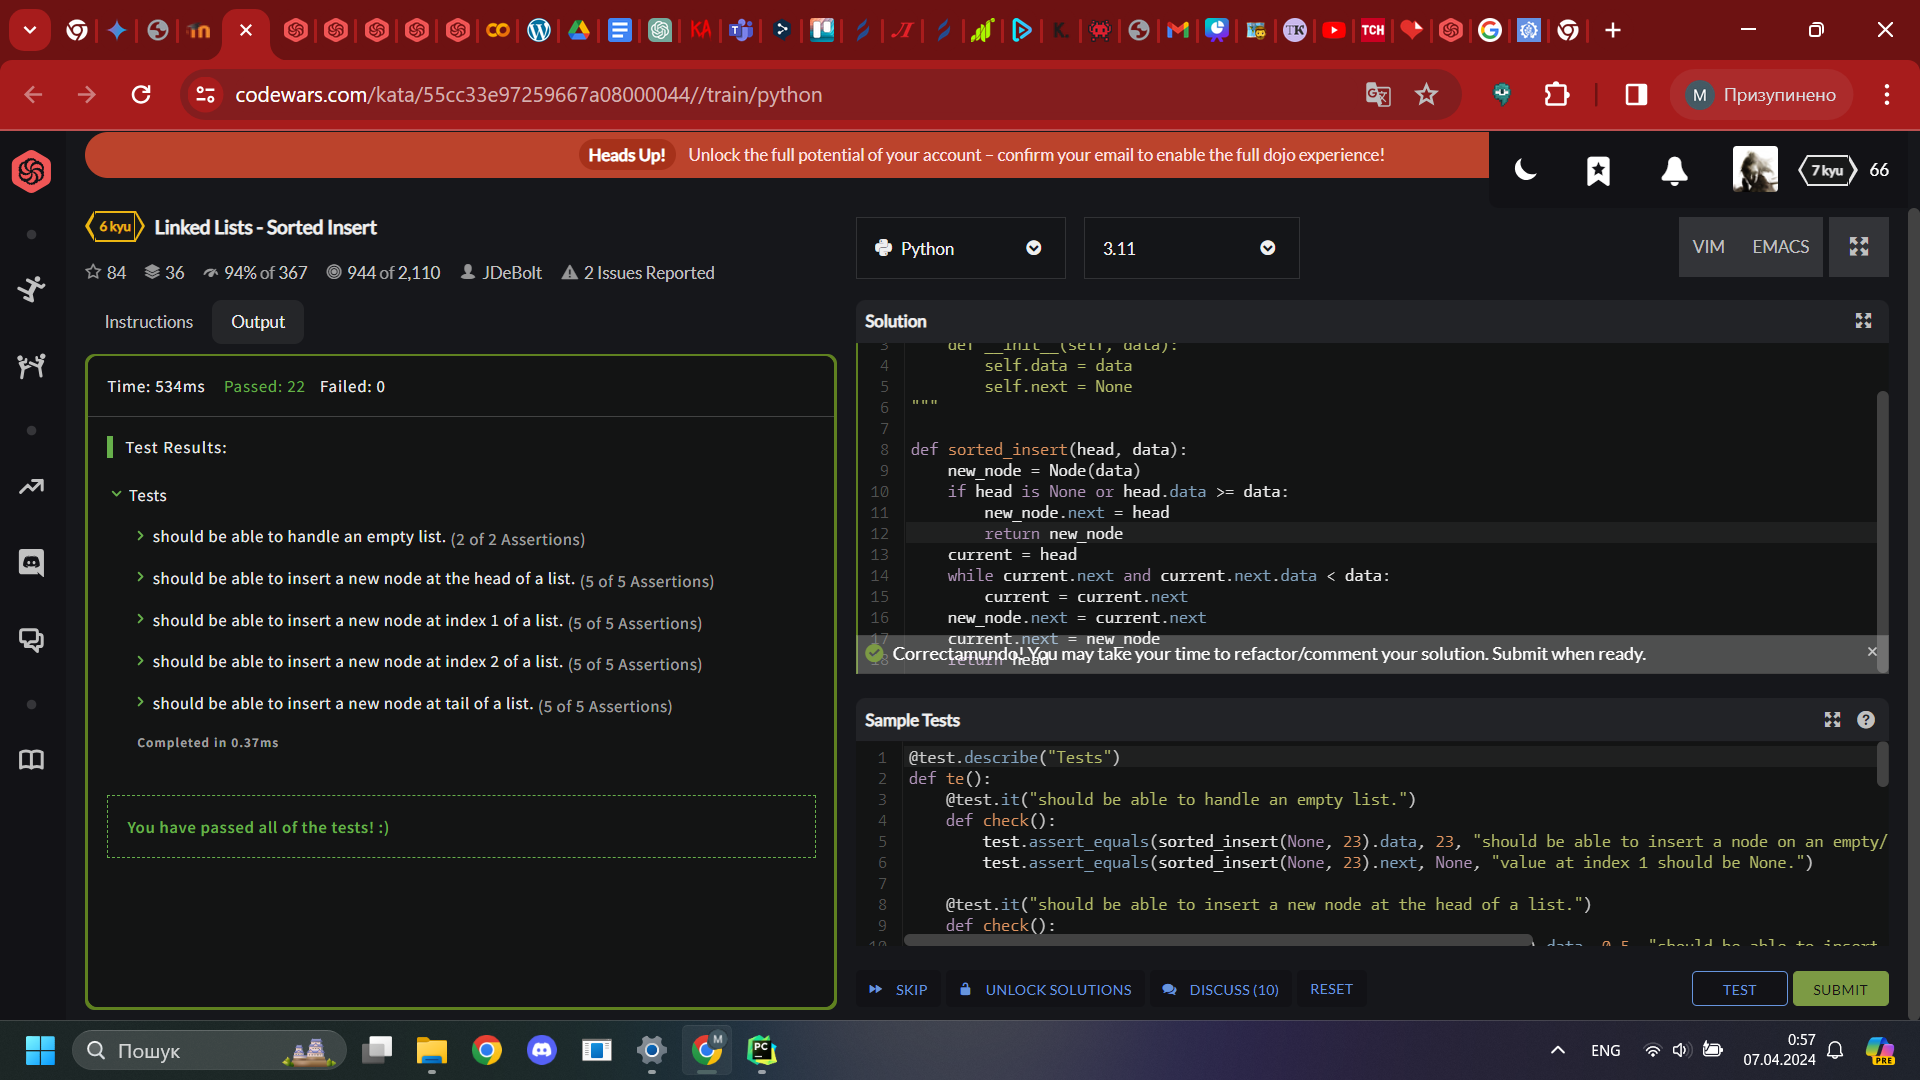 codewars.com/kata/55cc33e97259667a08000044//train/python
M Призупинено
Heads Up! Unlock the full potential of your account – confirm your email to enable the full dojo experience!
7 kyu 66
6 kyu Linked Lists - Sorted Insert
84 36 94% of 367 944 of 2,110 JDeBolt 2 Issues Reported
Python
3.11
VIM EMACS
Instructions Output
Time: 534ms Passed: 22 Failed: 0
Test Results:
Tests
should be able to handle an empty list. (2 of 2 Assertions)
should be able to insert a new node at the head of a list. (5 of 5 Assertions)
should be able to insert a new node at index 1 of a list. (5 of 5 Assertions)
should be able to insert a new node at index 2 of a list. (5 of 5 Assertions)
should be able to insert a new node at tail of a list. (5 of 5 Assertions)
Completed in 0.37ms
You have passed all of the tests! :)
Solution
3 def __init__(self, data):
4 self.data = data
5 self.next = None
6 """
7
8 def sorted_insert(head, data):
9 new_node = Node(data)
10 if head is None or head.data >= data:
11 new_node.next = head
12 return new_node
13 current = head
14 while current.next and current.next.data < data:
15 current = current.next
16 new_node.next = current.next
17 current.next = new_node
18 return head
Correctamundo! You may take your time to refactor/comment your solution. Submit when ready.
Sample Tests
1 @test.describe("Tests")
2 def te():
3 @test.it("should be able to handle an empty list.")
4 def check():
5 test.assert_equals(sorted_insert(None, 23).data, 23, "should be able to insert a node on an empty/
6 test.assert_equals(sorted_insert(None, 23).next, None, "value at index 1 should be None.")
7
8 @test.it("should be able to insert a new node at the head of a list.")
9 def check():
10 data, 0.5, "should be able to insert
SKIP UNLOCK SOLUTIONS DISCUSS (10) RESET
TEST SUBMIT
Пошук
ENG
0:57
07.04.2024